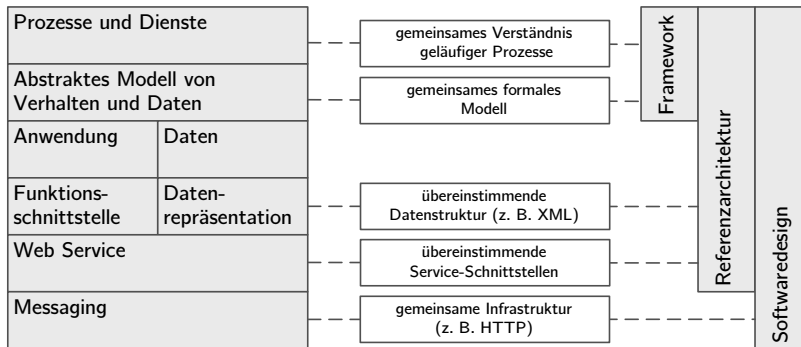 Prozesse und Dienste
gemeinsames Verständnis
geläufiger Prozesse
Abstraktes Modell von
Verhalten und Daten
gemeinsames formales
Modell
Anwendung
Daten
Funktions-
schnittstelle
Daten-
repräsentation
übereinstimmende
Datenstruktur (z. B. XML)
Web Service
übereinstimmende
Service-Schnittstellen
Messaging
gemeinsame Infrastruktur
(z. B. HTTP)
Framework
Referenzarchitektur
Softwaredesign